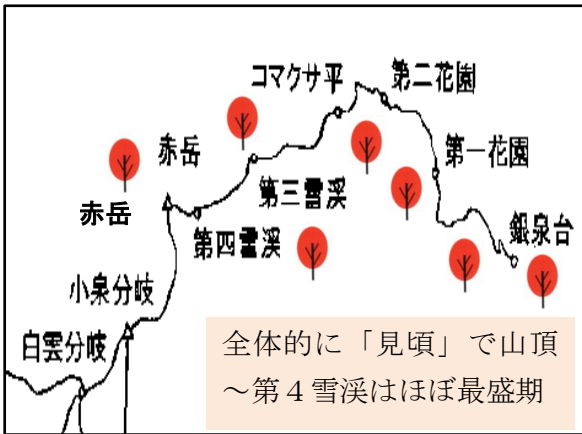 コマクサ平
第二花園
赤岳
第一花園
赤岳
第三雪渓
第四雪渓
銀泉台
小泉分岐
白雲分岐
全体的に「見頃」で山頂
～第４雪渓はほぼ最盛期